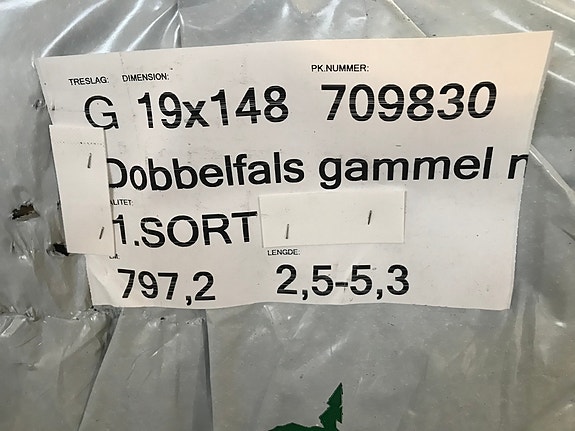 TRESLAG: DIMENSION: PK.NUMMER:
G 19x148 709830
Dobbelfals gammel
1.SORT
LENGDE:
797,2 2,5-5,3